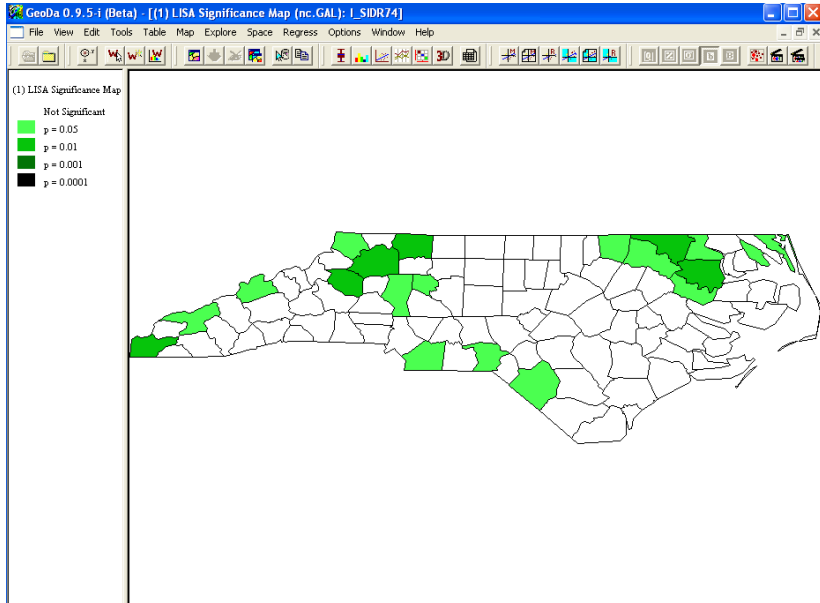 GeoDa 0.9.5-i (Beta) - [(1) LISA Significance Map (nc.GAL): I_SIDR74]
File View Edit Tools Table Map Explore Space Regress Options Window Help
3D
(1) LISA Significance Map
Not Significant
p = 0.05
p = 0.01
p = 0.001
p = 0.0001